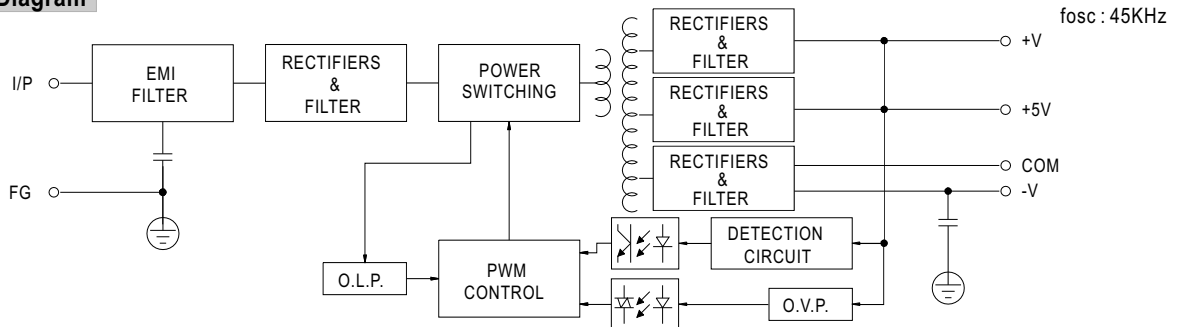 Diagram
fosc : 45KHz
I/P
EMI
FILTER
RECTIFIERS
&
FILTER
POWER
SWITCHING
RECTIFIERS
&
FILTER
+V
RECTIFIERS
&
FILTER
+5V
RECTIFIERS
&
FILTER
COM
-V
FG
O.L.P.
PWM
CONTROL
DETECTION
CIRCUIT
O.V.P.